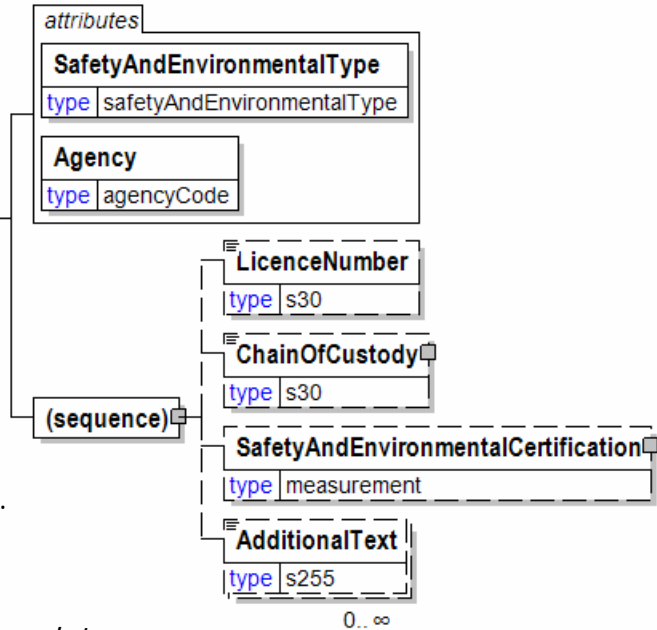 attributes
SafetyAndEnvironmentalType
type safetyAndEnvironmentalType
Agency
type agencyCode
LicenceNumber
type s30
ChainOfCustody
type s30
(sequence)
SafetyAndEnvironmentalCertification
type measurement
.
AdditionalText
type s255
0.. ∞